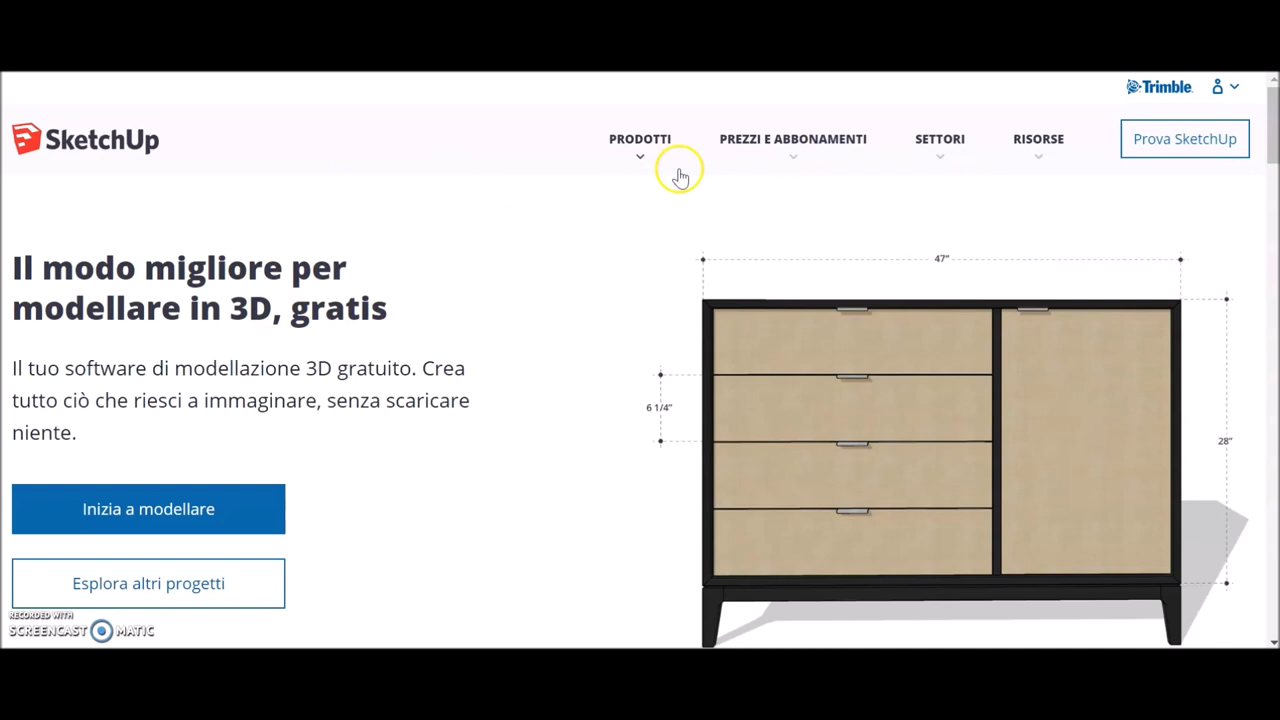 Trimble
SketchUp
PRODOTTI
PREZZI E ABBONAMENTI
SETTORI
RISORSE
Prova SketchUp
Il modo migliore per
modellare in 3D, gratis
Il tuo software di modellazione 3D gratuito. Crea
tutto ciò che riesci a immaginare, senza scaricare
niente.
Inizia a modellare
Esplora altri progetti
47"
6 1/4"
28"
RECORDED WITH
SCREENCAST MATIC